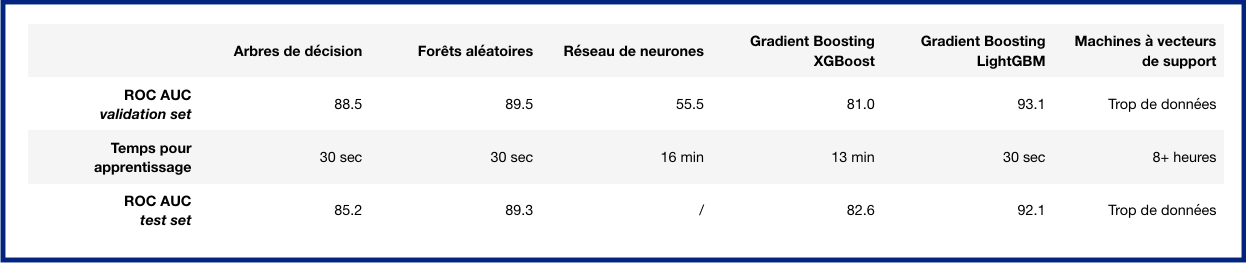 Arbres de décision Forêts aléatoires Réseau de neurones Gradient Boosting XGBoost Gradient Boosting LightGBM Machines à vecteurs de support
ROC AUC validation set 88.5 89.5 55.5 81.0 93.1 Trop de données
Temps pour apprentissage 30 sec 30 sec 16 min 13 min 30 sec 8+ heures
ROC AUC test set 85.2 89.3 / 82.6 92.1 Trop de données